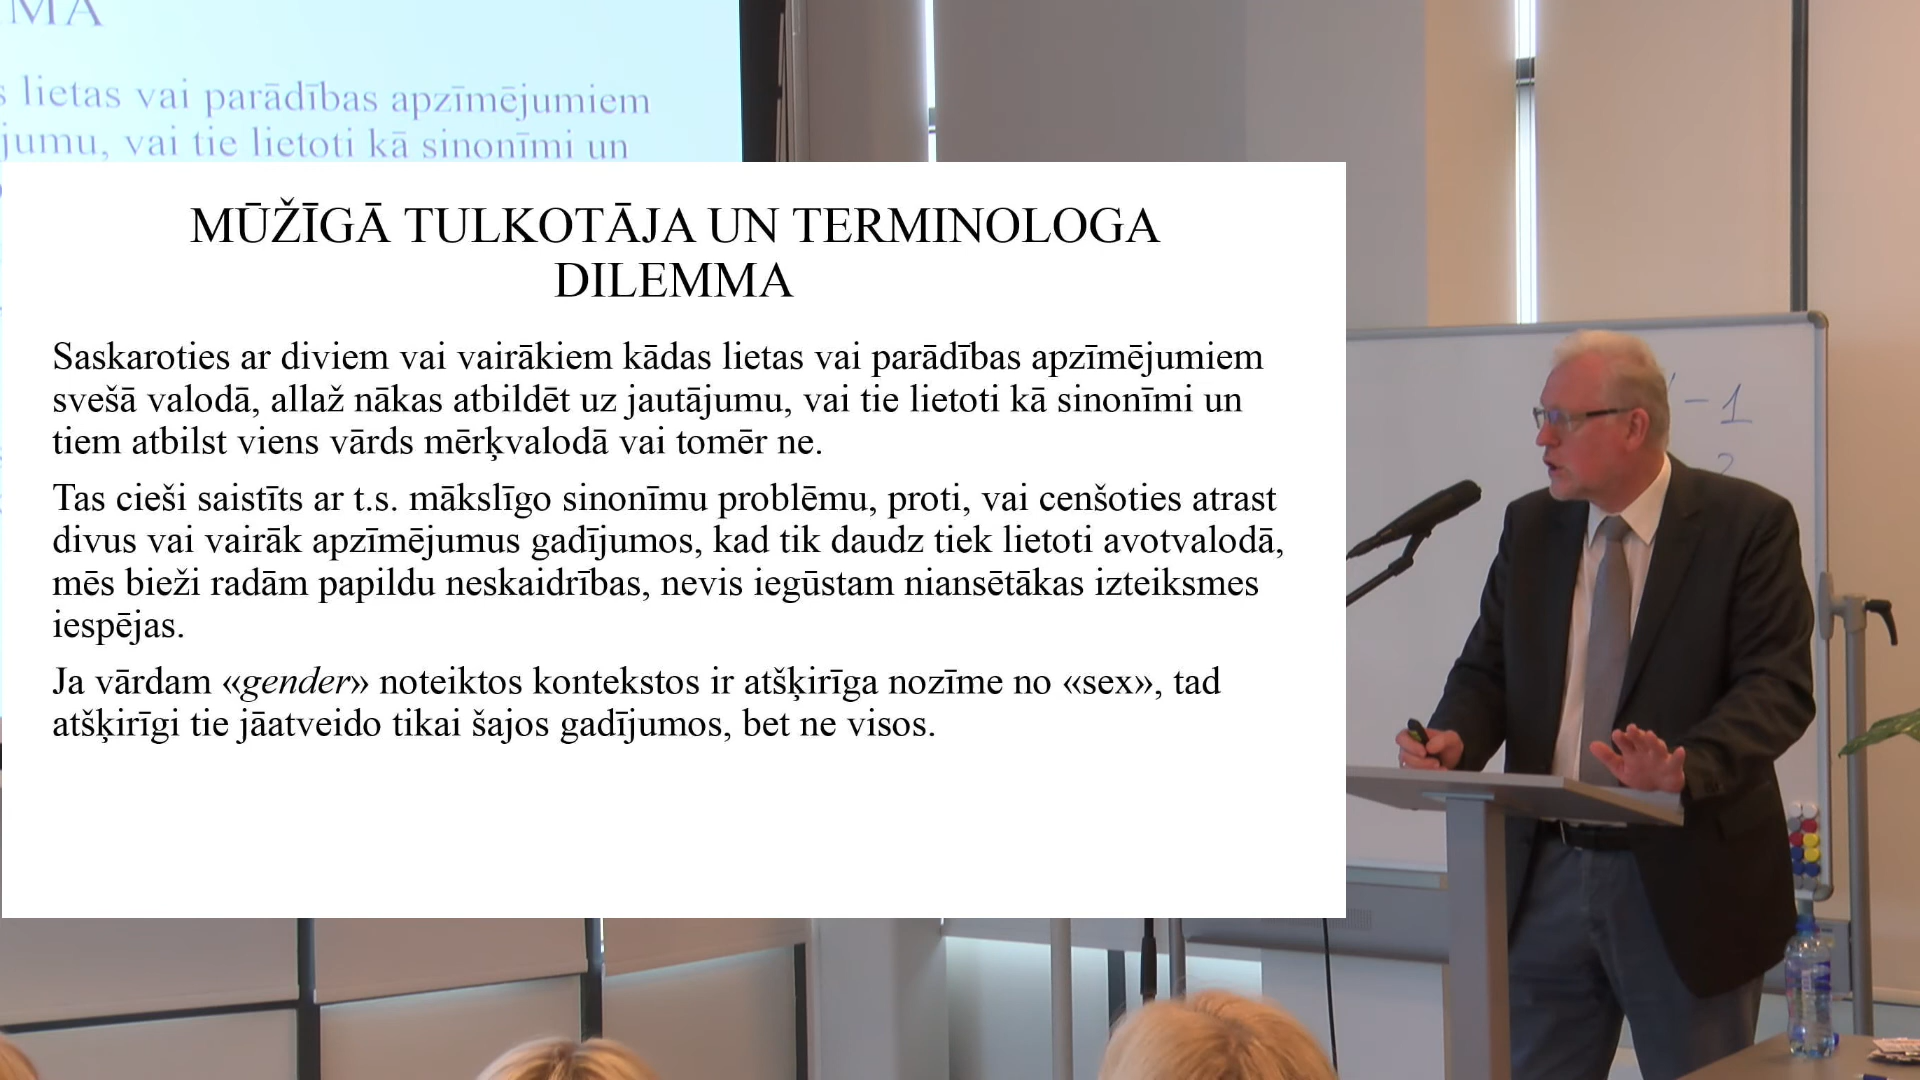 MA
lietas vai parādības apzīmējumiem
jumu, vai tie lietoti kā sinonīmi un
MŪŽĪGĀ TULKOTĀJA UN TERMINOLOGA
DILEMMA
Saskaroties ar diviem vai vairākiem kādas lietas vai parādības apzīmējumiem
svešā valodā, allaž nākas atbildēt uz jautājumu, vai tie lietoti kā sinonīmi un
tiem atbilst viens vārds mērķvalodā vai tomēr ne.
Tas cieši saistīts ar t.s. mākslīgo sinonīmu problēmu, proti, vai cenšoties atrast
divus vai vairāk apzīmējumus gadījumos, kad tik daudz tiek lietoti avotvalodā,
mēs bieži radām papildu neskaidrības, nevis iegūstam niansētākas izteiksmes
iespējas.
Ja vārdam «gender» noteiktos kontekstos ir atšķirīga nozīme no «sex», tad
atšķirīgi tie jāatveido tikai šajos gadījumos, bet ne visos.
– 1
2